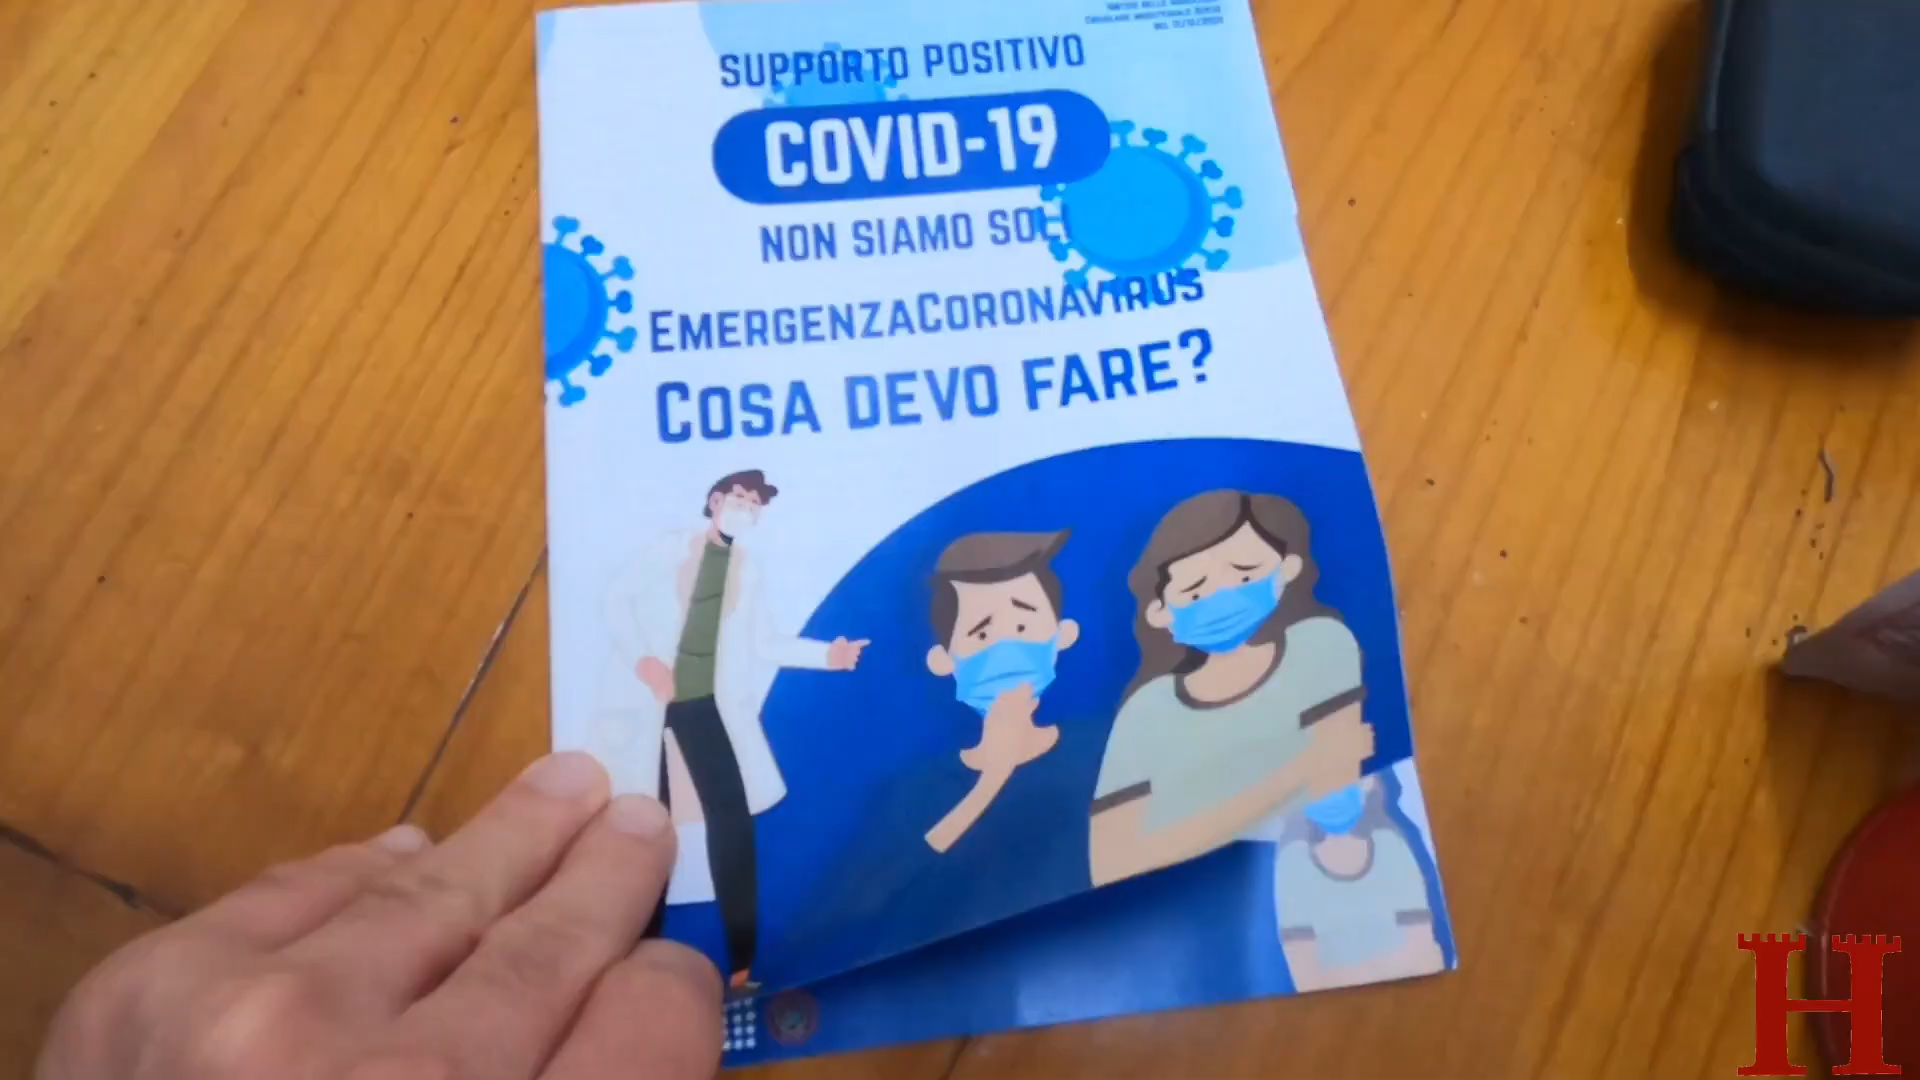 SUPPORTO POSITIVO
COVID-19
NON SIAMO SOLI
EMERGENZACORONAVIRUS
COSA DEVO FARE?
H